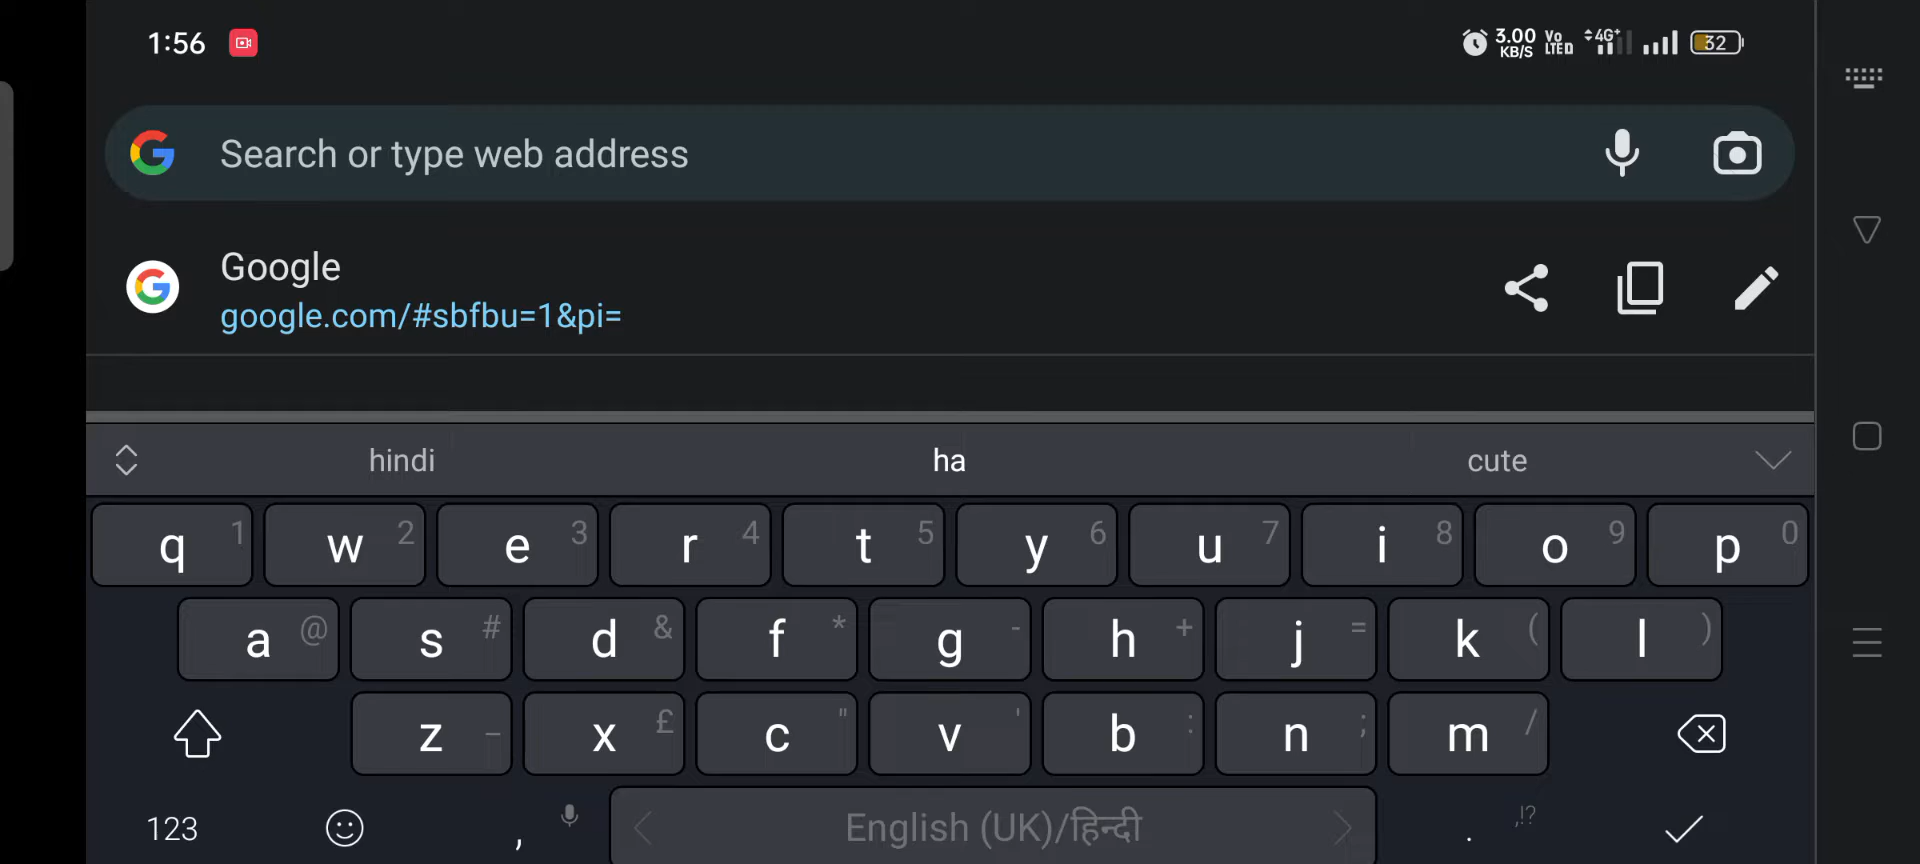 1:56
3.00 KB/S Vo LTED 4G+ 32
Search or type web address
Google
google.com/#sbfbu=1&pi=
hindi ha cute
q 1 w 2 e 3 r 4 t 5 y 6 u 7 i 8 o 9 p 0
a @ s # d & f * g - h + j = k ( l )
z _ x £ c " v ' b : n ; m /
123 , English (UK)/हिन्दी . ,!?